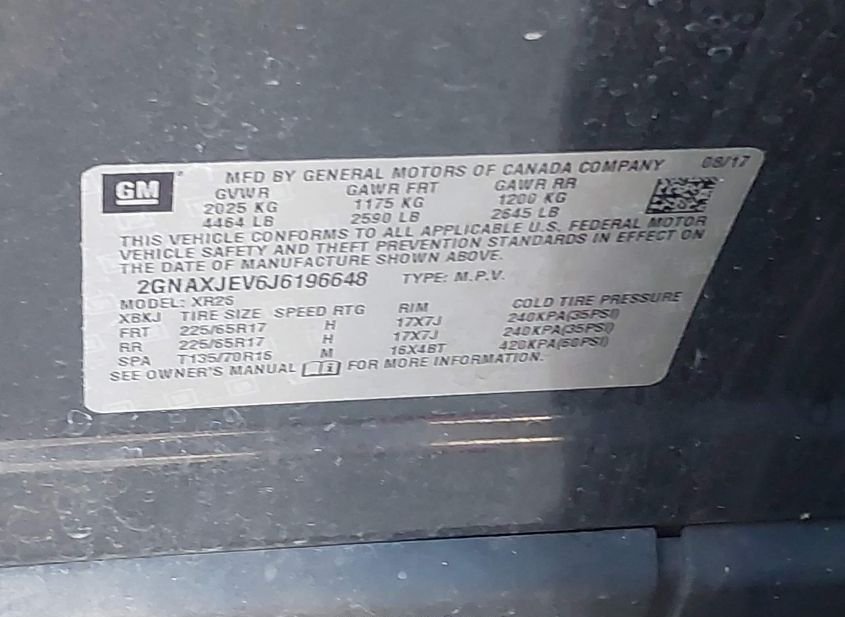 GM MFD BY GENERAL MOTORS OF CANADA COMPANY 08/17
GVWR GAWR FRT GAWR RR
2025 KG 1175 KG 1200 KG
4464 LB 2590 LB 2645 LB
THIS VEHICLE CONFORMS TO ALL APPLICABLE U.S. FEDERAL MOTOR
VEHICLE SAFETY AND THEFT PREVENTION STANDARDS IN EFFECT ON
THE DATE OF MANUFACTURE SHOWN ABOVE.
2GNAXJEV6J6196648 TYPE: M.P.V.
MODEL: XR26
XBKJ TIRE SIZE SPEED RTG RIM COLD TIRE PRESSURE
FRT 225/65R17 H 17X7J 240KPA(35PSI)
RR 225/65R17 H 17X7J 240KPA(35PSI)
SPA T135/70R16 M 16X4BT 420KPA(60PSI)
SEE OWNER'S MANUAL FOR MORE INFORMATION.